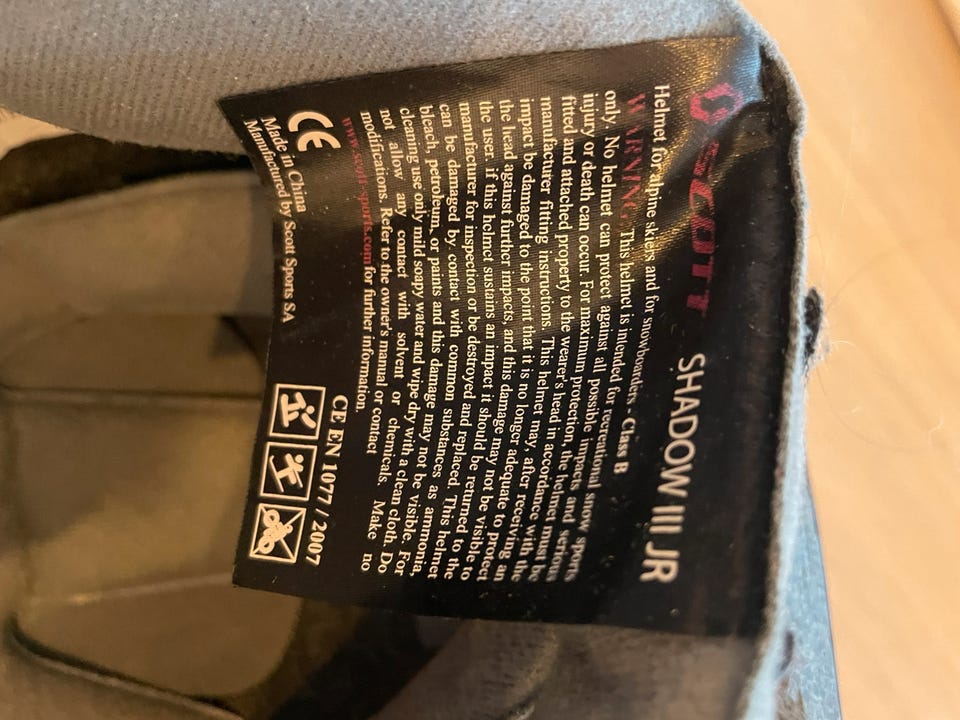 SCOTT SHADOW III JR
Helmet for alpine skiers and for snowboarders - Class B
WARNING This helmet is intended for recreational snow sports
only. No helmet can protect against all possible impacts and serious
injury or death can occur. For maximum protection, the helmet must be
fitted and attached property to the wearer's head in accordance with the
manufacturer fitting instructions. This helmet may, after receiving an
impact be damaged to the point that it is no longer adequate to protect
the head against further impacts, and this damage may not be visible to
the user. if this helmet sustains an impact it should be returned to the
manufacturer for inspection or be destroyed and replaced. This helmet
can be damaged by contact with common substances as ammonia,
bleach, petroleum, or paints and this damage may not be visible. For
cleaning use only mild soapy water and wipe dry with a clean cloth. Do
not allow any contact with solvent or chemicals. Make no
modifications. Refer to the owner's manual or contact
www.scott-sports.com for further information.
CE CE EN 1077 / 2007
Made in China
Manufactured by Scott Sports SA